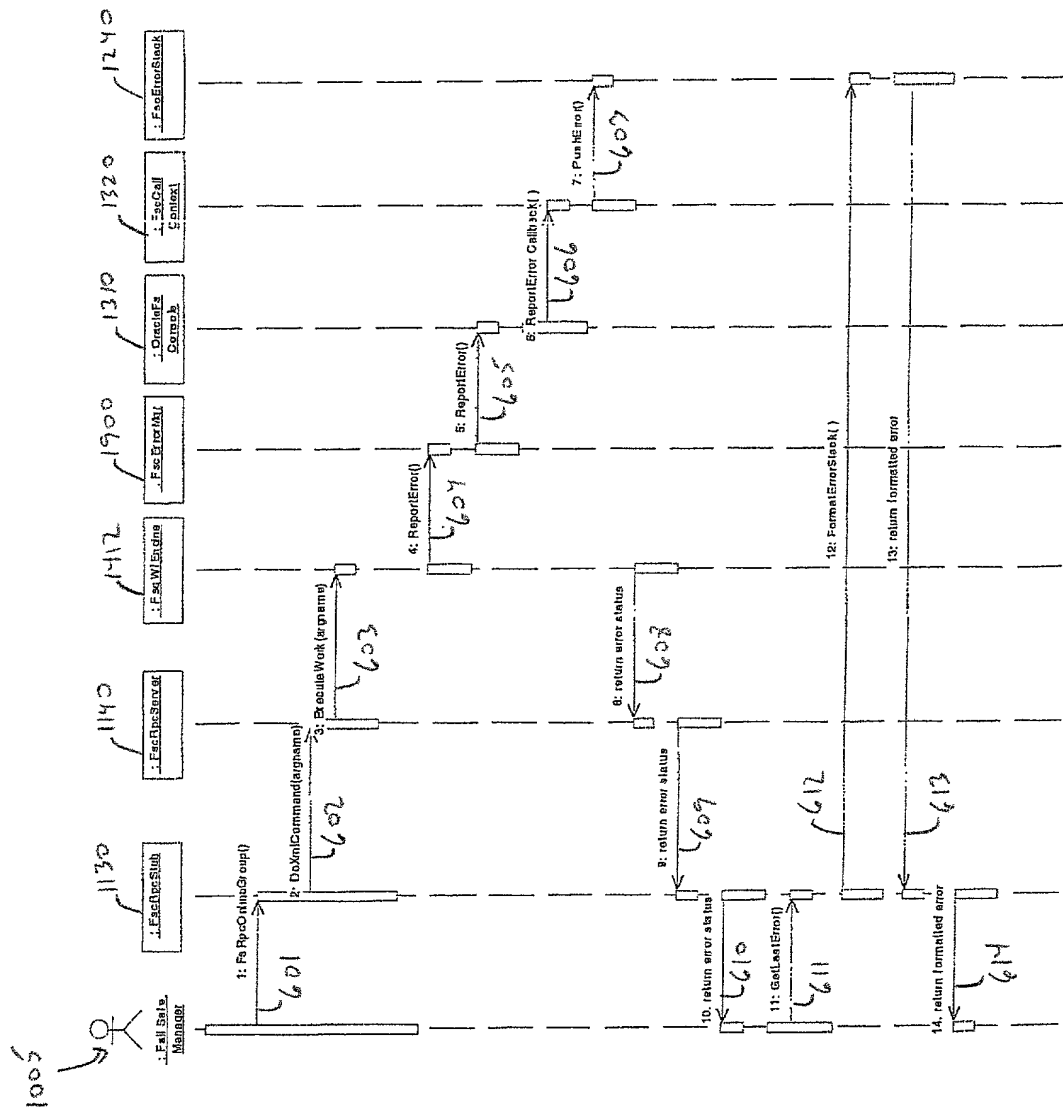 1005
: Fail Safe
Manager
1130
: FscRpcStub
1140
: FscRpcServer
1412
: FsqWlEngine
1900
: FscErrorMgr
1310
: OracleFs
Console
1320
: FscCall
Context
1240
: FscErrorStack
1: FsRpcOnlineGroup()
601
2: DoXmlCommand(argname)
602
3: ExecuteWork(argname)
603
4: ReportError()
604
5: ReportError()
605
6: ReportError Callback()
606
7: PushError()
607
8: return error status
608
9: return error status
609
10. return error status
610
11: GetLastError()
611
12: FormatErrorStack()
612
13: return formatted error
613
14. return formatted error
614